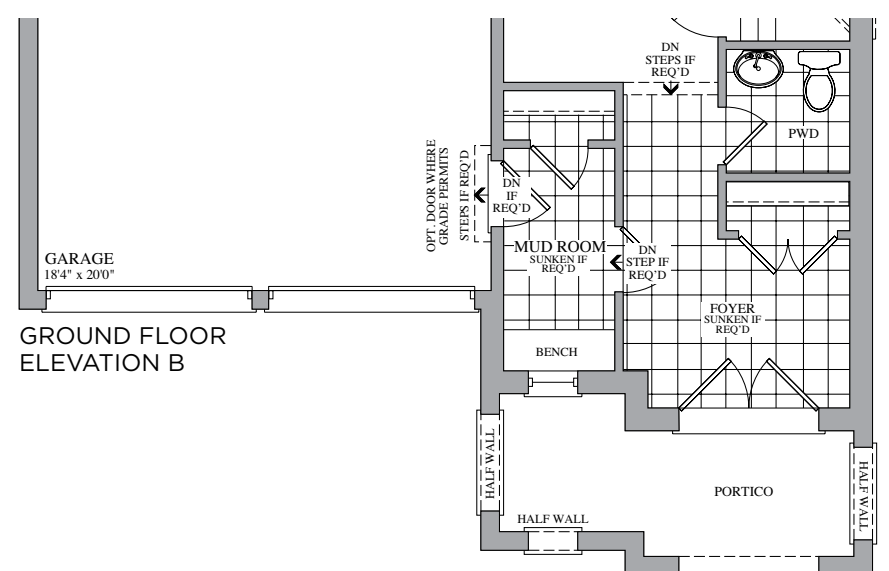 DN
STEPS IF
REQ'D
PWD
OPT. DOOR WHERE
GRADE PERMITS
STEPS IF REQ'D
DN
IF
REQ'D
MUD ROOM
SUNKEN IF
REQ'D
DN
STEP IF
REQ'D
GARAGE
18'4" x 20'0"
FOYER
SUNKEN IF
REQ'D
GROUND FLOOR
ELEVATION B
BENCH
HALF WALL
HALF WALL
PORTICO
HALF WALL